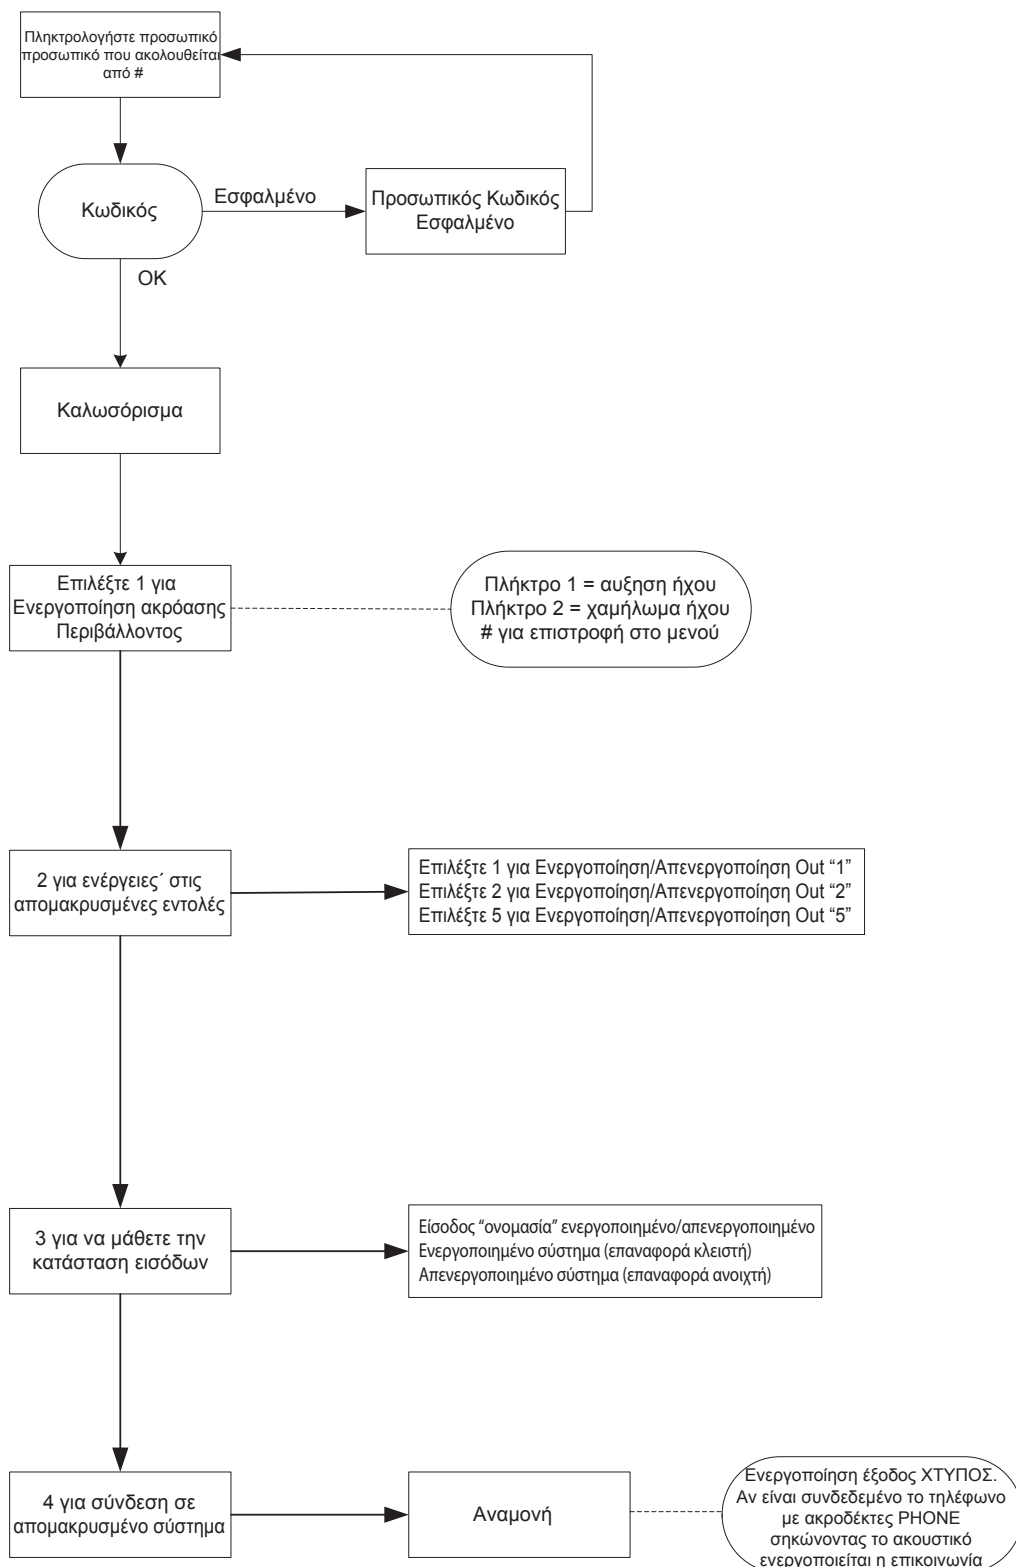 Πληκτρολογήστε προσωπικό
προσωπικό που ακολουθείται
από #
Κωδικός
Εσφαλμένο
Προσωπικός Κωδικός
Εσφαλμένο
OK
Καλωσόρισμα
Επιλέξτε 1 για
Ενεργοποίηση ακρόασης
Περιβάλλοντος
Πλήκτρο 1 = αυξηση ήχου
Πλήκτρο 2 = χαμήλωμα ήχου
# για επιστροφή στο μενού
2 για ενέργειες΄ στις
απομακρυσμένες εντολές
Επιλέξτε 1 για Ενεργοποίηση/Απενεργοποίηση Out “1”
Επιλέξτε 2 για Ενεργοποίηση/Απενεργοποίηση Out “2”
Επιλέξτε 5 για Ενεργοποίηση/Απενεργοποίηση Out “5”
3 για να μάθετε την
κατάσταση εισόδων
Είσοδος “ονομασία” ενεργοποιημένο/απενεργοποιημένο
Ενεργοποιημένο σύστημα (επαναφορά κλειστή)
Απενεργοποιημένο σύστημα (επαναφορά ανοιχτή)
4 για σύνδεση σε
απομακρυσμένο σύστημα
Αναμονή
Ενεργοποίηση έξοδος ΧΤΥΠΟΣ.
Αν είναι συνδεδεμένο το τηλέφωνο
με ακροδέκτες PHONE
σηκώνοντας το ακουστικό
ενεργοποιείται η επικοινωνία